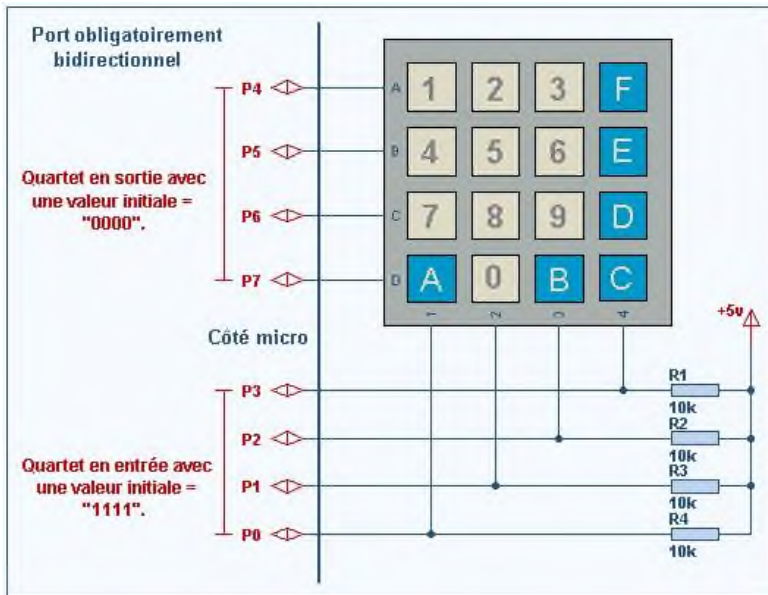 Port obligatoirement
bidirectionnel
P4
P5
P6
P7
Quartet en sortie avec
une valeur initiale =
"0000".
A
B
C
D
1 2 3 F
4 5 6 E
7 8 9 D
A 0 B C
1 2 3 4
+5v
Côté micro
P3
P2
P1
P0
Quartet en entrée avec
une valeur initiale =
"1111".
R1
10k
R2
10k
R3
10k
R4
10k